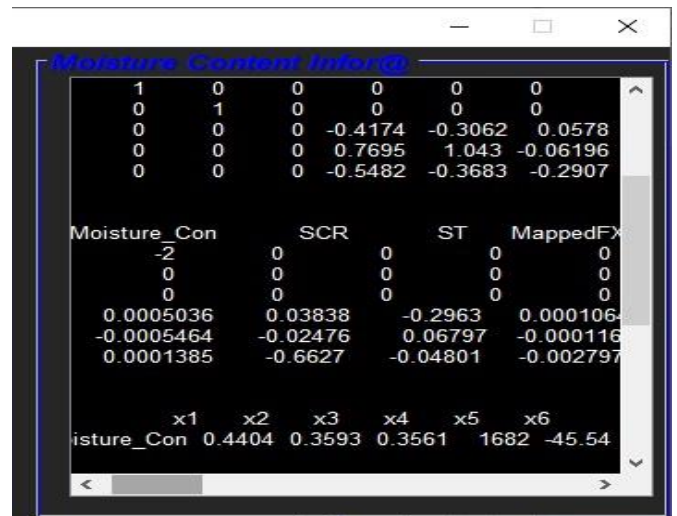 Moisture Content Infor@
1 0 0 0 0 0
0 1 0 0 0 0
0 0 0 -0.4174 -0.3062 0.0578
0 0 0 0.7695 1.043 -0.06196
0 0 0 -0.5482 -0.3683 -0.2907
Moisture_Con SCR ST MappedFX
-2 0 0 0 0
0 0 0 0 0
0 0 0 0 0
0.0005036 0.03838 -0.2963 0.0001064
-0.0005464 -0.02476 0.06797 -0.000116
0.0001385 -0.6627 -0.04801 -0.002797
x1 x2 x3 x4 x5 x6
isture_Con 0.4404 0.3593 0.3561 1682 -45.54